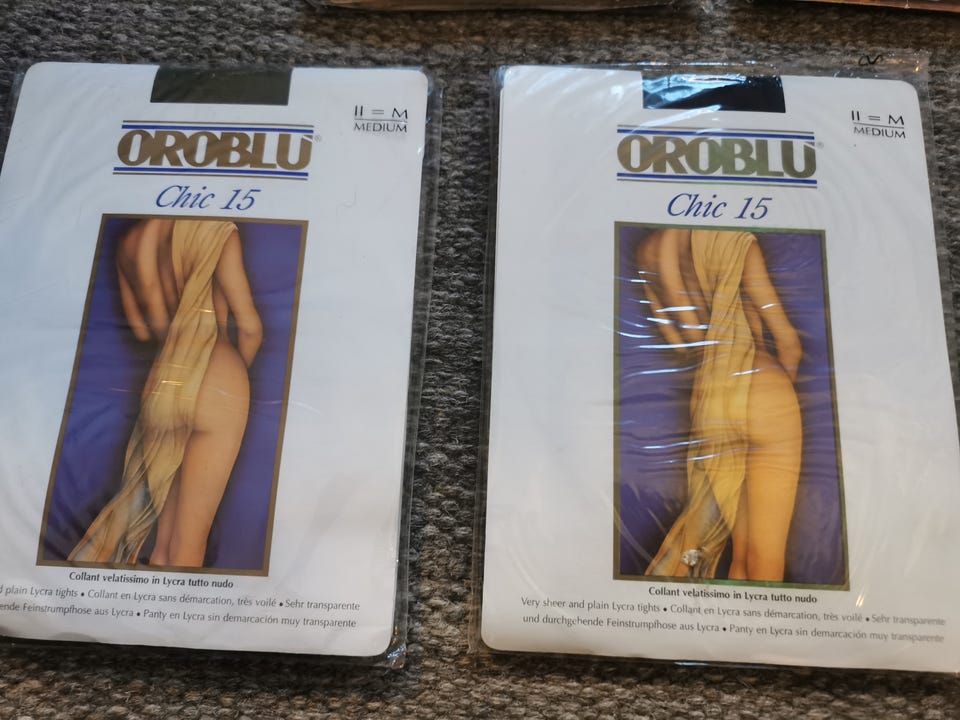 II = M
MEDIUM
OROBLÙ®
Chic 15
Collant velatissimo in Lycra tutto nudo
plain Lycra tights • Collant en Lycra sans démarcation, très voilé • Sehr transparente
Feinstrumpfhose aus Lycra • Panty en Lycra sin demarcación muy transparente
II = M
MEDIUM
OROBLÙ®
Chic 15
Collant velatissimo in Lycra tutto nudo
Very sheer and plain Lycra tights • Collant en Lycra sans démarcation, très voilé • Sehr transparente
und durchgehende Feinstrumpfhose aus Lycra • Panty en Lycra sin demarcación muy transparente